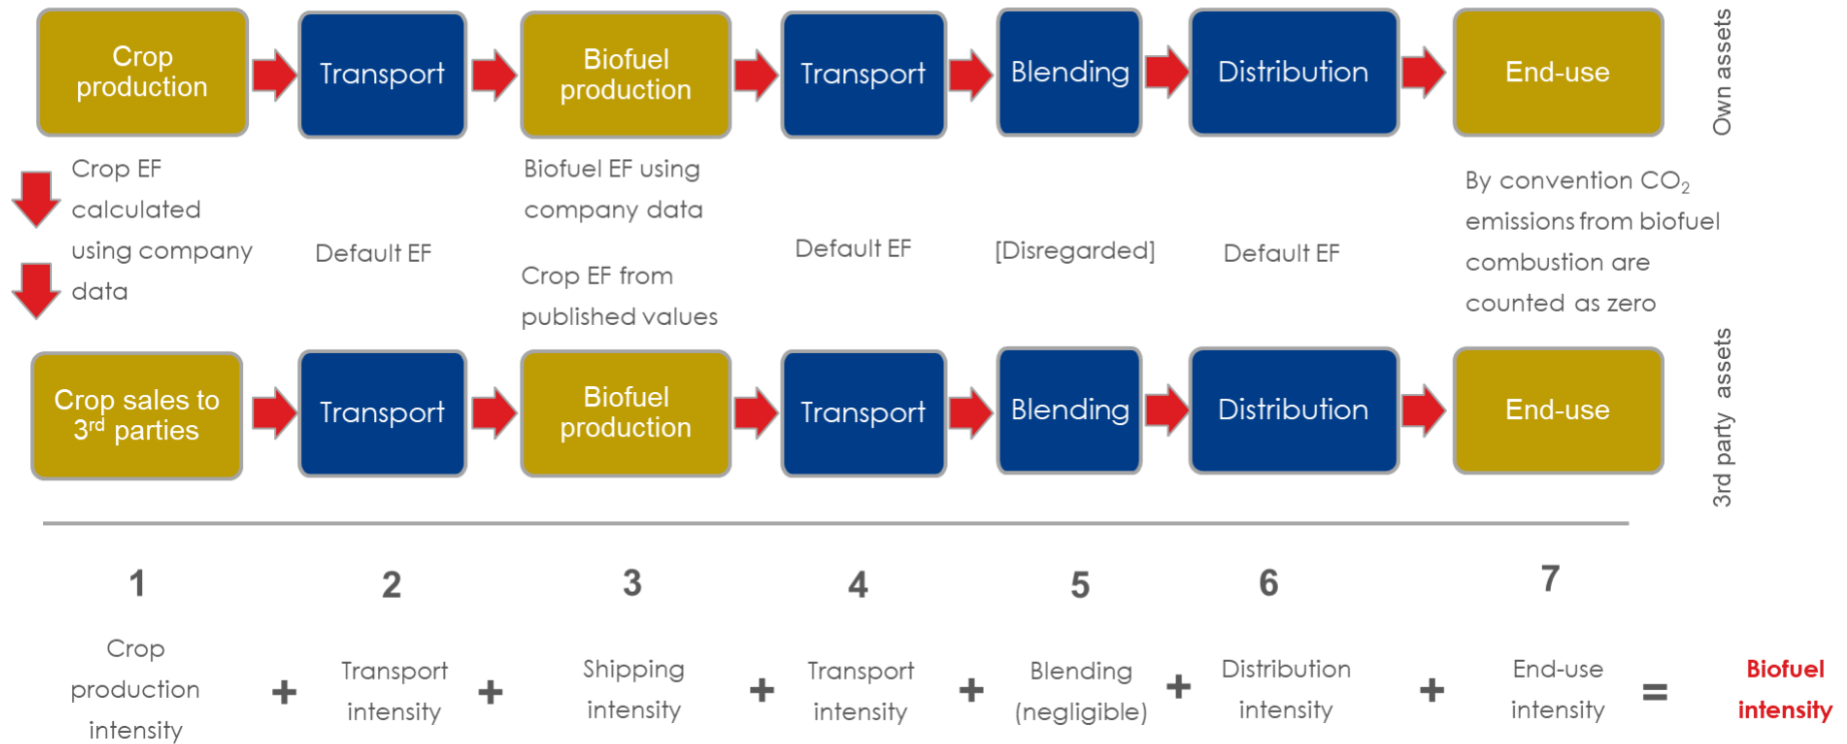 Crop
production
Transport
Biofuel
production
Transport
Blending
Distribution
End-use
Own assets
Crop EF
calculated
using company
data
Default EF
Biofuel EF using
company data
Crop EF from
published values
Default EF
[Disregarded]
Default EF
By convention CO₂
emissions from biofuel
combustion are
counted as zero
Crop sales to
3rd parties
Transport
Biofuel
production
Transport
Blending
Distribution
End-use
3rd party assets
1
2
3
4
5
6
7
Crop
production
intensity
+
Transport
intensity
+
Shipping
intensity
+
Transport
intensity
+
Blending
(negligible)
+
Distribution
intensity
+
End-use
intensity
=
Biofuel
intensity